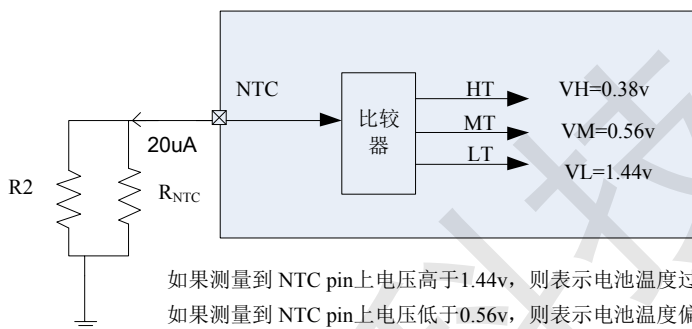 NTC
HT
VH=0.38v
比较
器
MT
VM=0.56v
20uA
LT
VL=1.44v
R2
RNTC
如果测量到 NTC pin上电压高于1.44v，则表示电池温度过
如果测量到 NTC pin上电压低于0.56v，则表示电池温度偏